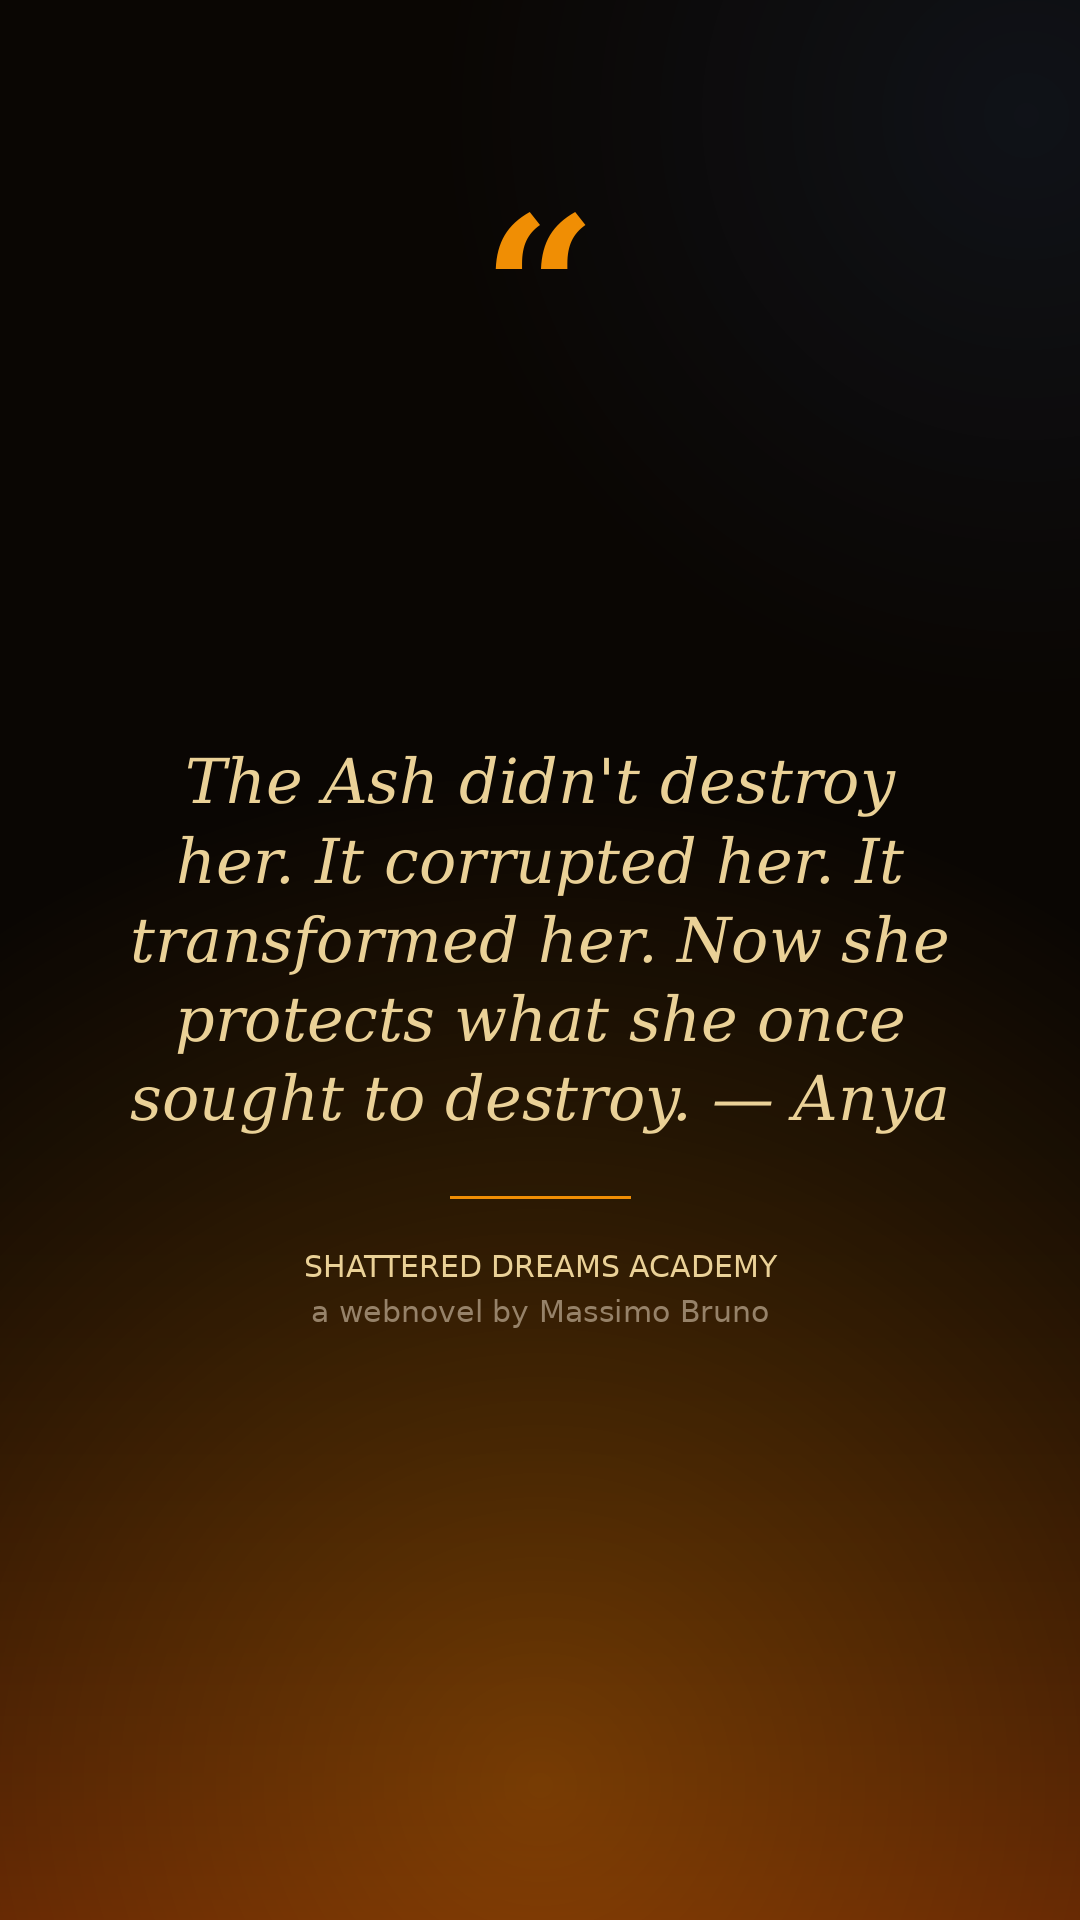 “
The Ash didn't destroy
her. It corrupted her. It
transformed her. Now she
protects what she once
sought to destroy. — Anya
SHATTERED DREAMS ACADEMY
a webnovel by Massimo Bruno